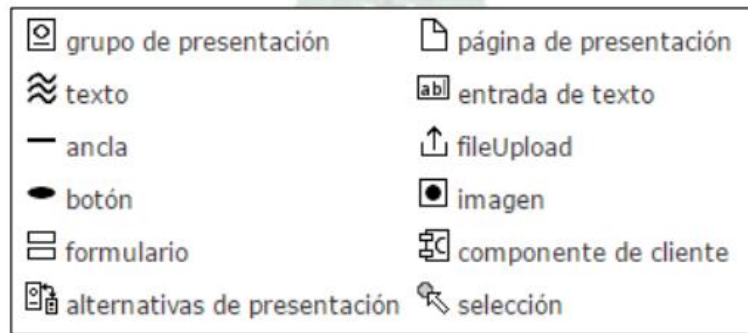 grupo de presentación página de presentación
texto abl entrada de texto
ancla fileUpload
botón imagen
formulario componente de cliente
alternativas de presentación selección